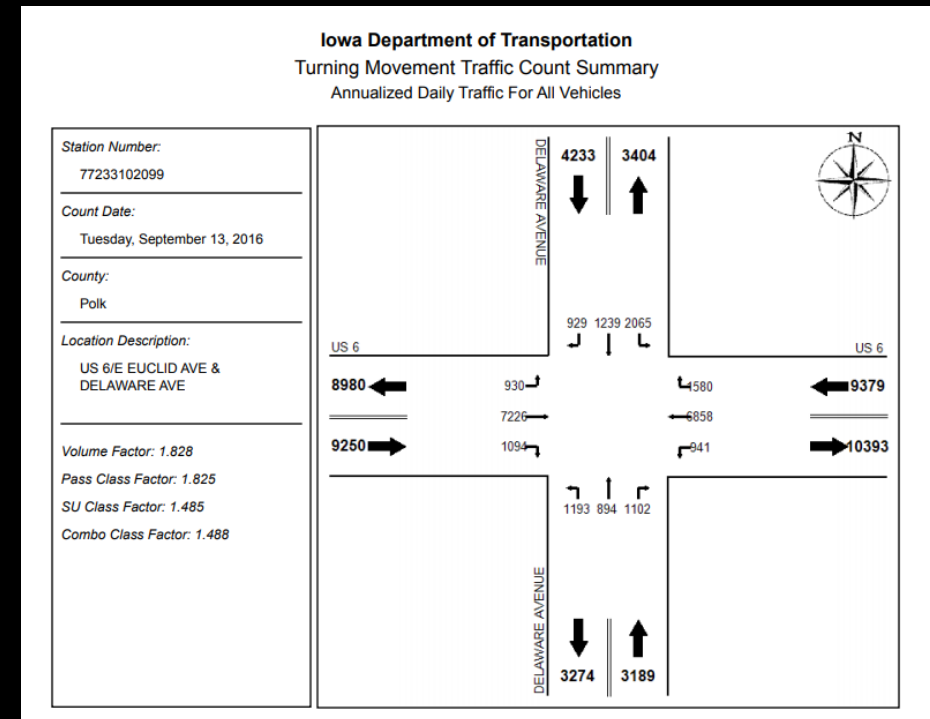 Iowa Department of Transportation
Turning Movement Traffic Count Summary
Annualized Daily Traffic For All Vehicles
Station Number:
77233102099
Count Date:
Tuesday, September 13, 2016
County:
Polk
Location Description:
US 6/E EUCLID AVE &
DELAWARE AVE
Volume Factor: 1.828
Pass Class Factor: 1.825
SU Class Factor: 1.485
Combo Class Factor: 1.488
DELAWARE AVENUE
4233 3404
N
929 1239 2065
US 6
US 6
8980
930
1580
9379
7226
6858
9250
1094
941
10393
1193 894 1102
DELAWARE AVENUE
3274 3189